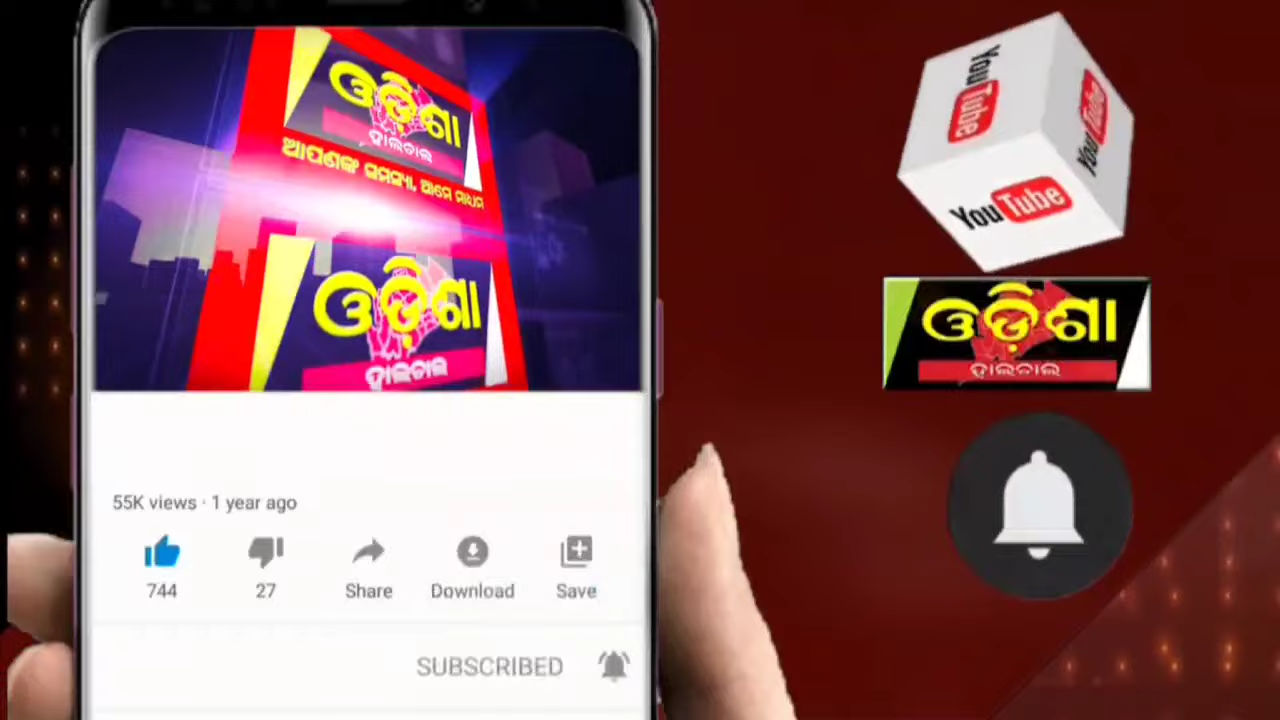 ଓଡ଼ିଶା
ହାଲଚାଲ
ଆପଣଙ୍କ ସମସ୍ୟା, ଆମେ ମାଧ୍ୟମ
ଓଡ଼ିଶା
ହାଲଚାଲ
55K views · 1 year ago
744
27
Share
Download
Save
SUBSCRIBED
YouTube
YouTube
YouTube
ଓଡ଼ିଶା
ହାଲଚାଲ